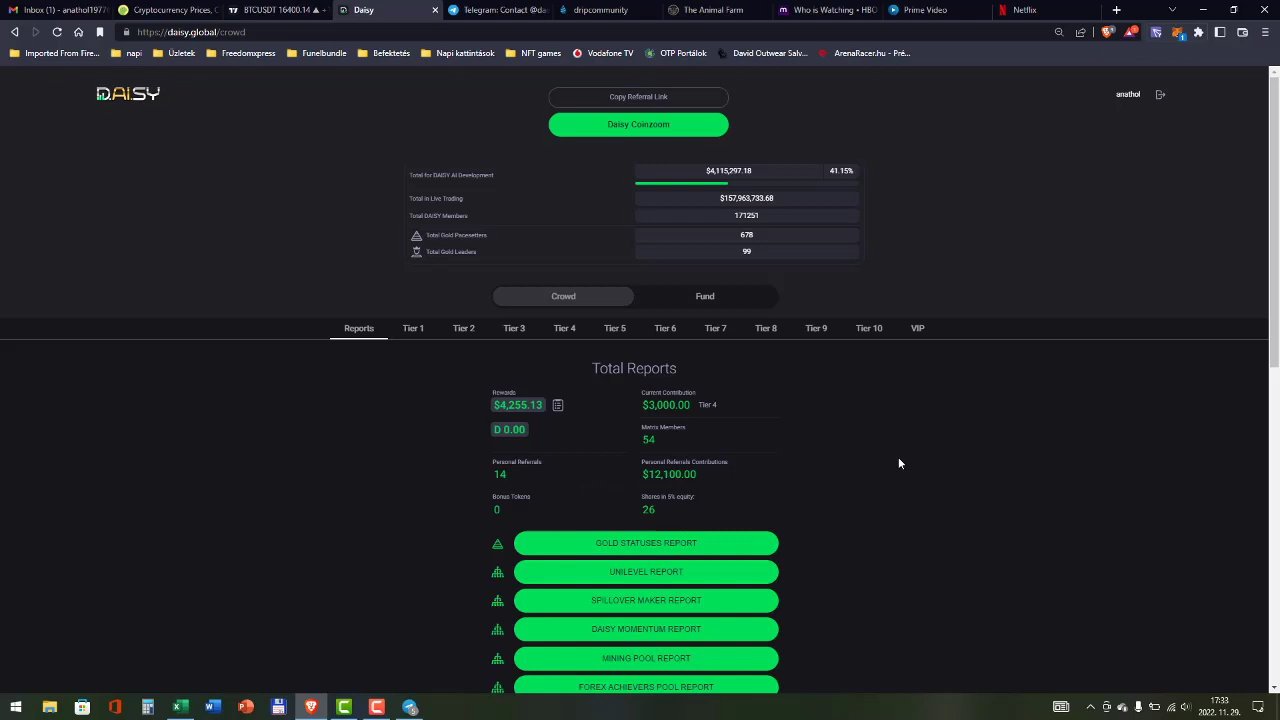 Inbox (4) - anathol1977@
Cryptocurrency Prices, C
BTCUSDT 16400.14 ▲ +
Daisy
Telegram: Contact @da
dripcommunity
The Animal Farm
Who is Watching • HBO
Prime Video
Netflix
https://daisy.global/crowd
Imported From Fire...
Letöltés
Crypto
Funebundle
Befektetes
Napi kattintások
NFT games
Vodafone TV
OTP Portálok
David Outwear Salv...
ArenaRacer.hu - Pré...
DAISY
Copy Referral Link
anathol
Daisy Coinzoom
Total for DAISY AI Development $4,115,297.18 41.15%
Total in Live Trading $157,963,733.68
Total DAISY Members 171251
Total Gold Pacesetters 678
Total Gold Leaders 99
Crowd Fund
Reports Tier 1 Tier 2 Tier 3 Tier 4 Tier 5 Tier 6 Tier 7 Tier 8 Tier 9 Tier 10 VIP
Total Reports
Rewards
$4,255.13
D 0.00
Current Contribution
$3,000.00 Tier 4
Matrix Members
54
Personal Referrals
14
Personal Referrals Contributions
$12,100.00
Bonus Tokens
0
Shares in 5% equity:
26
GOLD STATUSES REPORT
UNILEVEL REPORT
SPILLOVER MAKER REPORT
DAISY MOMENTUM REPORT
MINING POOL REPORT
FOREX ACHIEVERS POOL REPORT
17:33
2022. 11. 29.